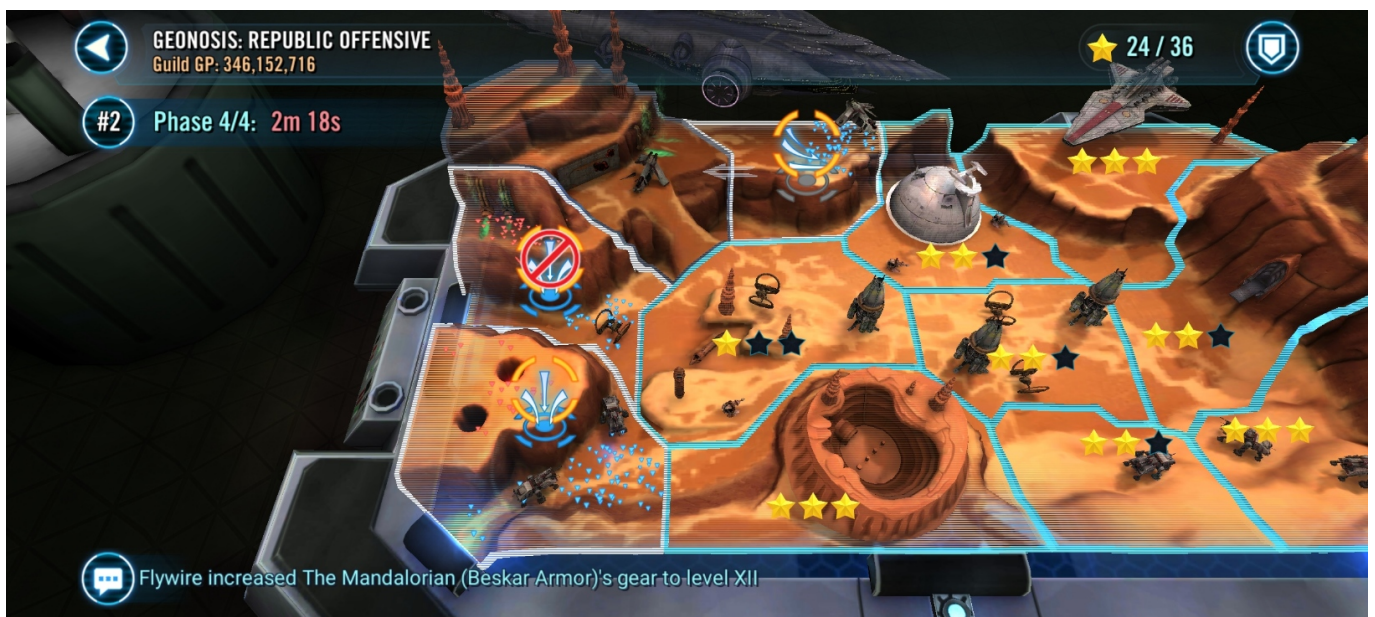 GEONOSIS: REPUBLIC OFFENSIVE
Guild GP: 346,152,716
24 / 36
#2
Phase 4/4: 2m 18s
Flywire increased The Mandalorian (Beskar Armor)'s gear to level XII